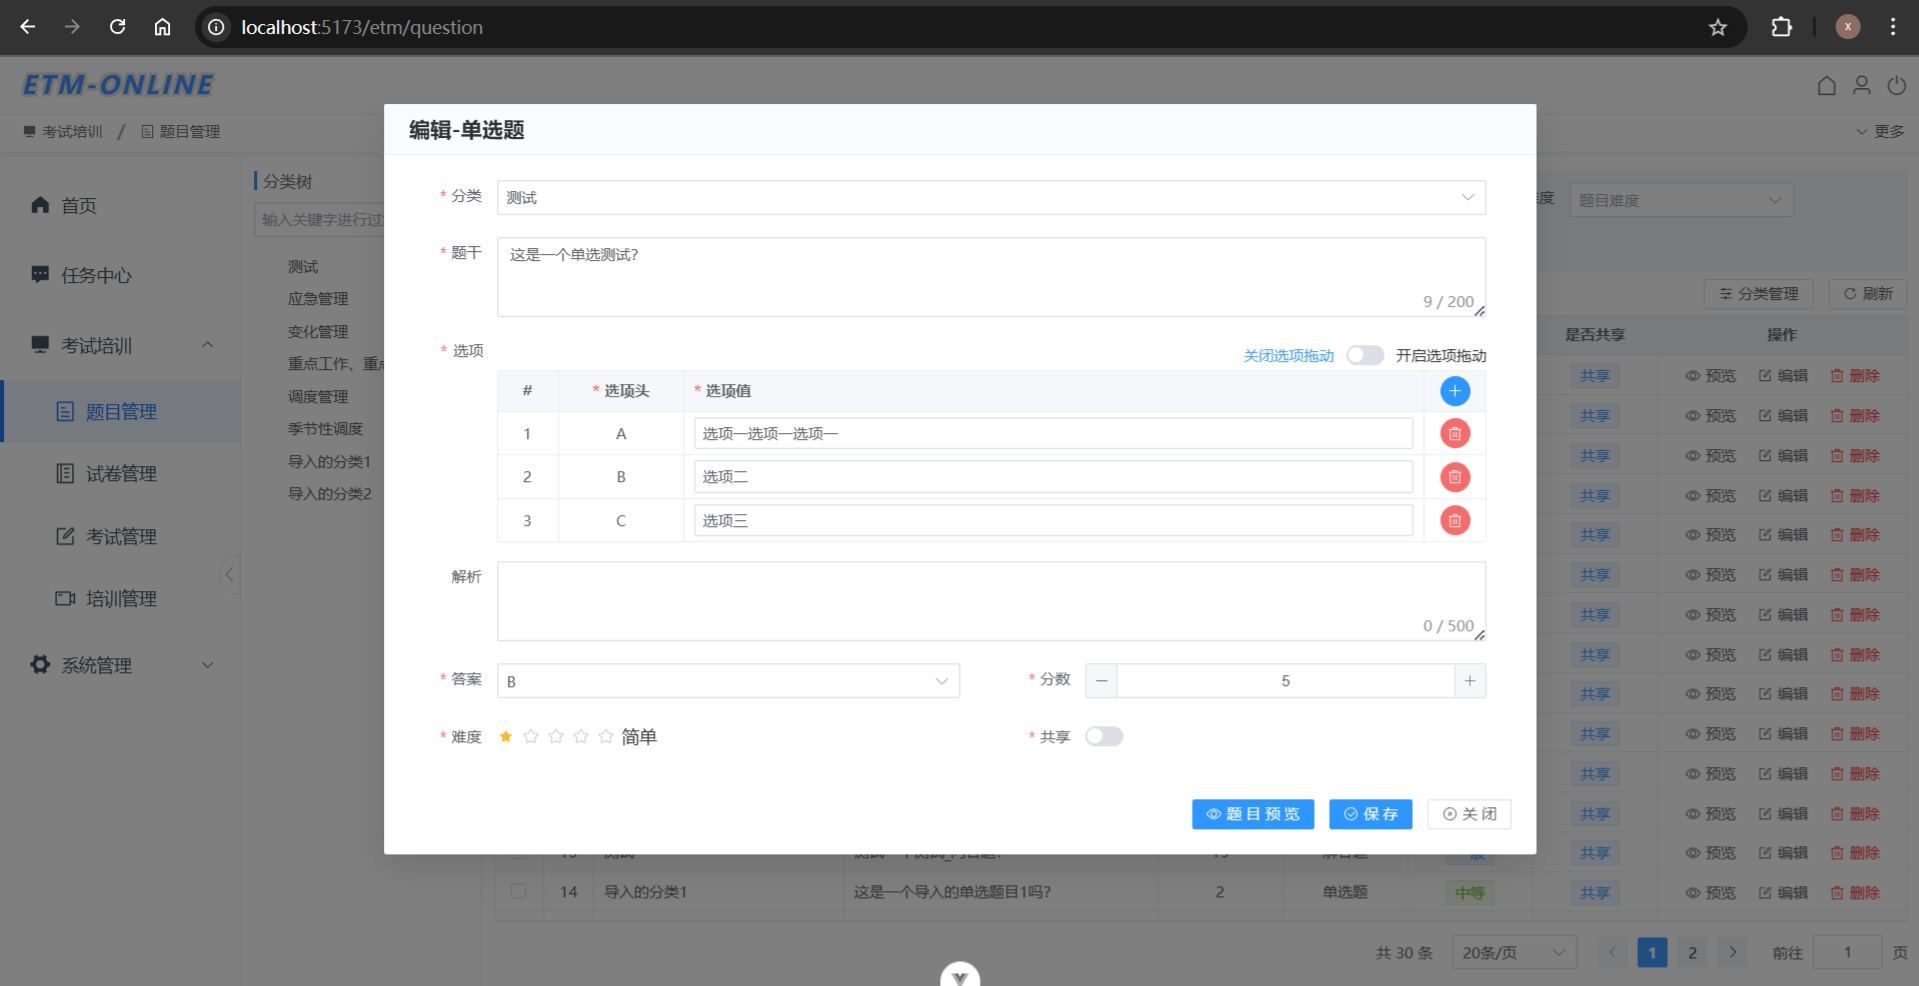 localhost:5173/etm/question
x
ETM-ONLINE
考试培训 / 题目管理
更多
首页
任务中心
考试培训
题目管理
试卷管理
考试管理
培训管理
系统管理
分类树
输入关键字进行过
测试
应急管理
变化管理
重点工作、重点
调度管理
季节性调度
导入的分类1
导入的分类2
编辑-单选题
* 分类 测试
* 题干 这是一个单选测试?
9 / 200
* 选项 关闭选项拖动 开启选项拖动
# * 选项头 * 选项值
1 A 选项一选项一选项一
2 B 选项二
3 C 选项三
解析
0 / 500
* 答案 B * 分数 5
* 难度 简单 * 共享
题目预览 保存 关闭
度 题目难度
分类管理 刷新
是否共享 操作
共享 预览 编辑 删除
共享 预览 编辑 删除
共享 预览 编辑 删除
共享 预览 编辑 删除
共享 预览 编辑 删除
共享 预览 编辑 删除
共享 预览 编辑 删除
共享 预览 编辑 删除
共享 预览 编辑 删除
共享 预览 编辑 删除
共享 预览 编辑 删除
共享 预览 编辑 删除
共享 预览 编辑 删除
14 导入的分类1 这是一个导入的单选题目1吗? 2 单选题 中等 共享 预览 编辑 删除
共 30 条 20条/页 1 2 前往 1 页